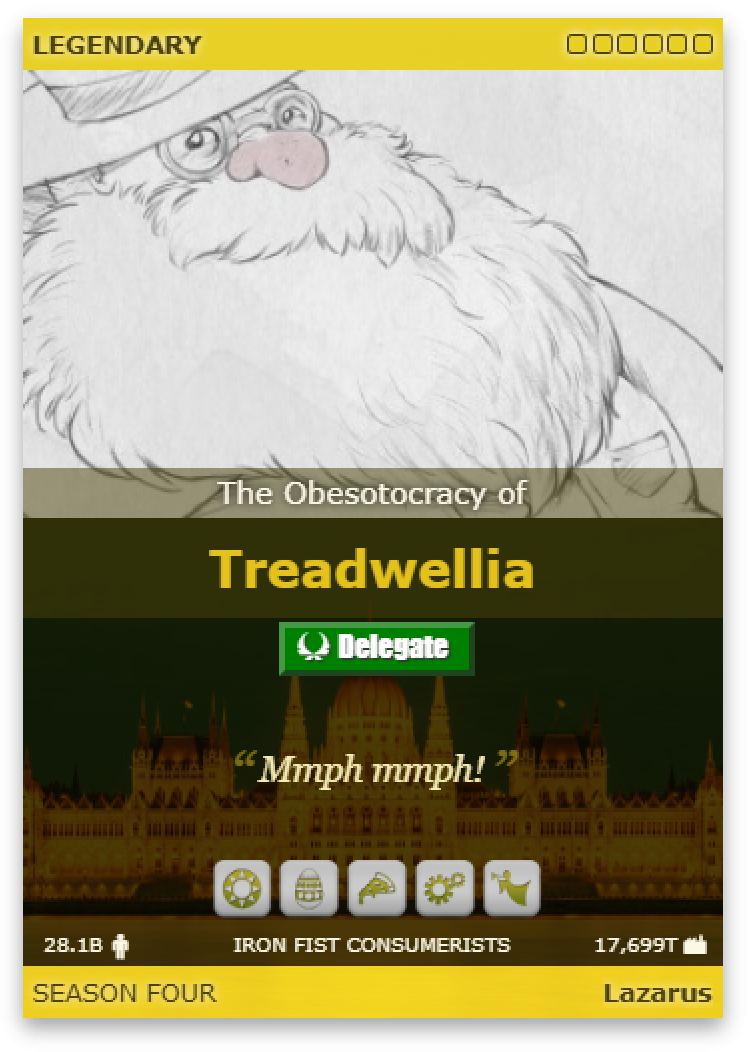 LEGENDARY
The Obesotocracy of
Treadwellia
Delegate
“Mmph mmph!”
28.1B IRON FIST CONSUMERISTS 17,699T
SEASON FOUR Lazarus